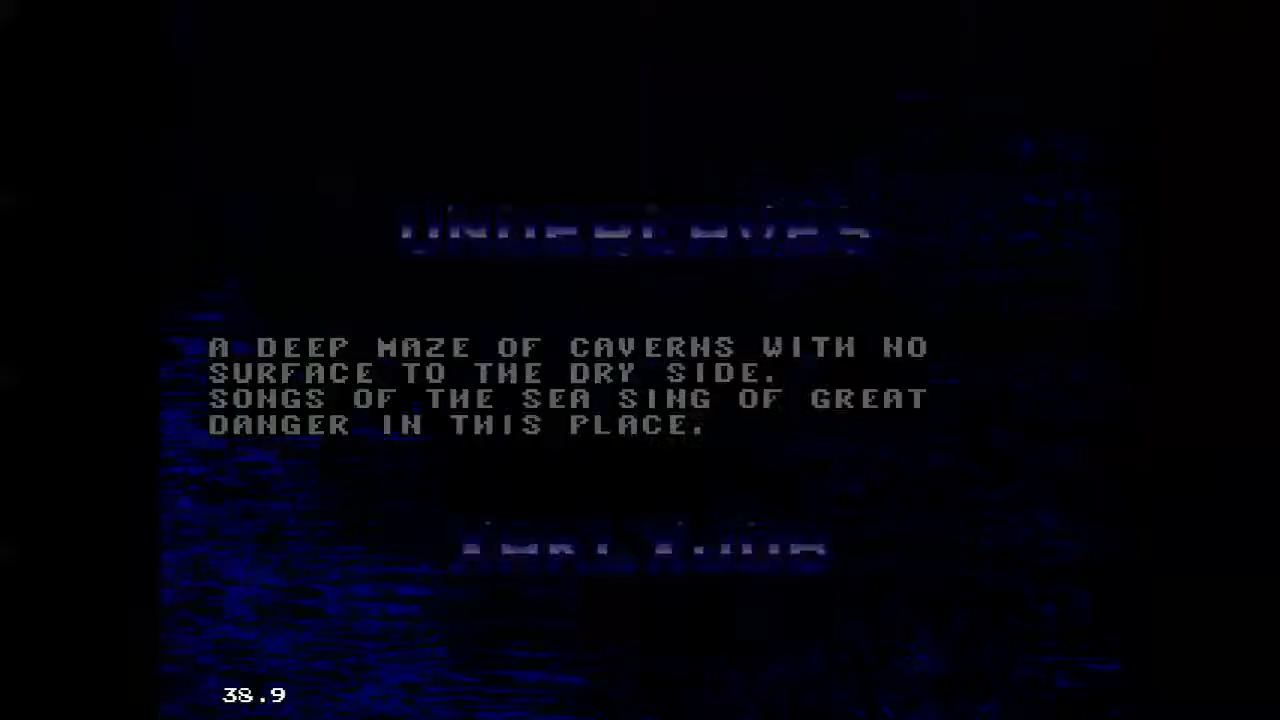 UNDERCAVES
A DEEP MAZE OF CAVERNS WITH NO
SURFACE TO THE DRY SIDE.
SONGS OF THE SEA SING OF GREAT
DANGER IN THIS PLACE.
38.9